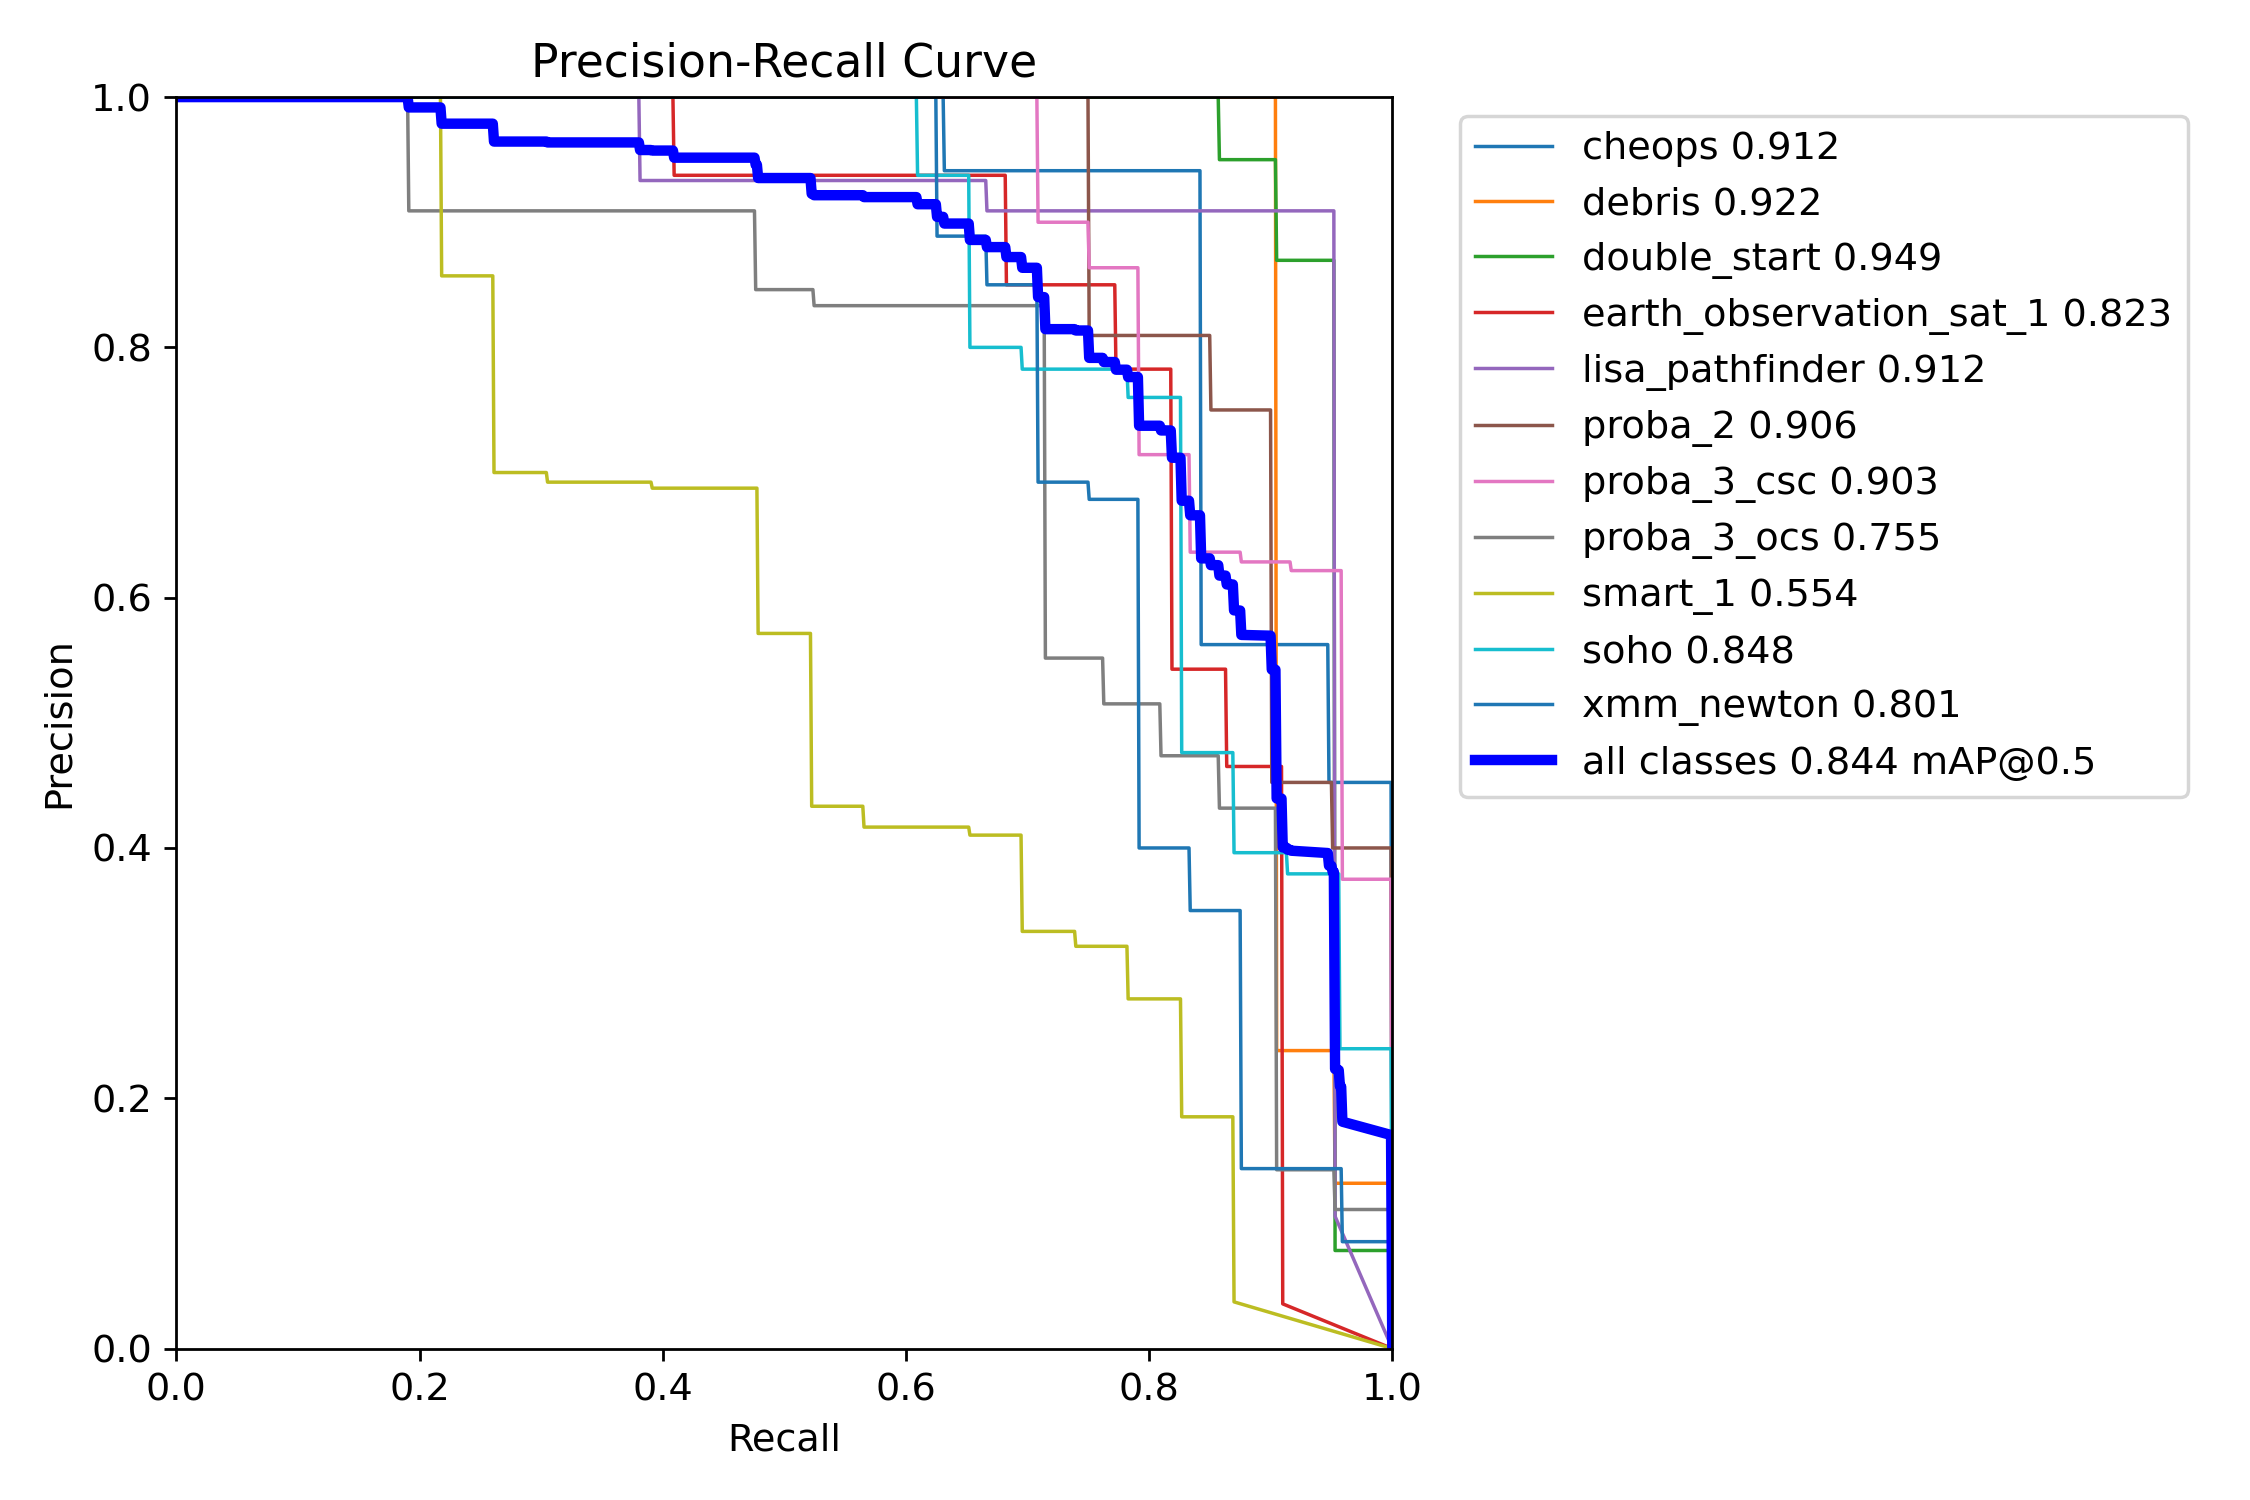 Precision-Recall Curve
1.0
0.8
0.6
0.4
0.2
0.0
Precision
0.0 0.2 0.4 0.6 0.8 1.0
Recall
cheops 0.912
debris 0.922
double_start 0.949
earth_observation_sat_1 0.823
lisa_pathfinder 0.912
proba_2 0.906
proba_3_csc 0.903
proba_3_ocs 0.755
smart_1 0.554
soho 0.848
xmm_newton 0.801
all classes 0.844 mAP@0.5